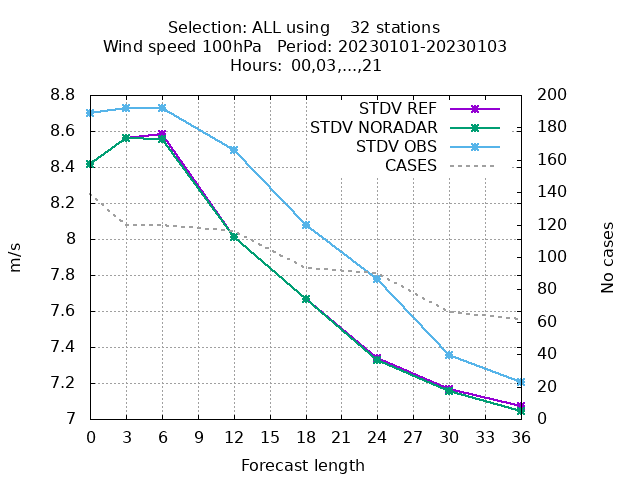 Selection: ALL using    32 stations
Wind speed 100hPa   Period: 20230101-20230103
Hours:  00,03,...,21
STDV REF
STDV NORADAR
STDV OBS
CASES
m/s
8.8
8.6
8.4
8.2
8
7.8
7.6
7.4
7.2
7
200
180
160
140
120
100
80
60
40
20
0
No cases
0 3 6 9 12 15 18 21 24 27 30 33 36
Forecast length